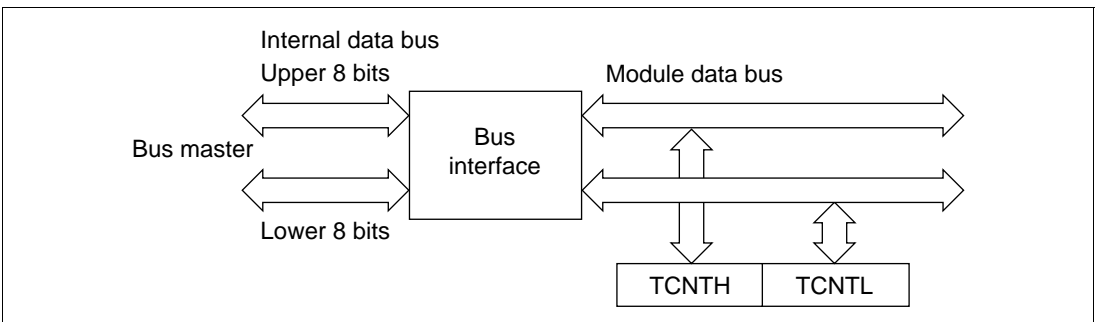 Internal data bus
Upper 8 bits
Module data bus
Bus
interface
Bus master
Lower 8 bits
TCNTH
TCNTL